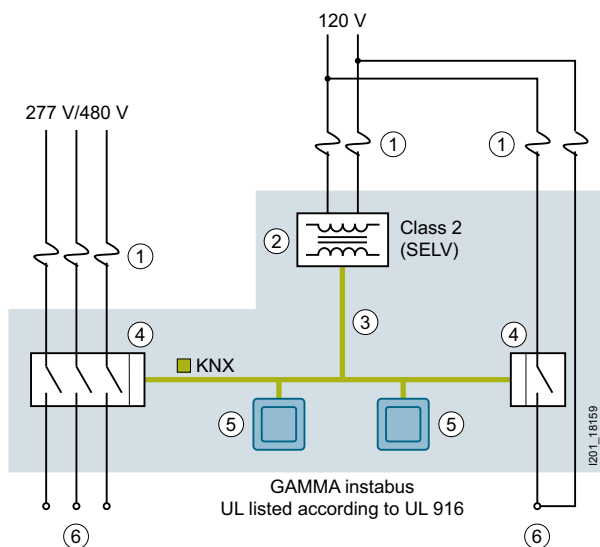 120 V
277 V/480 V
1
1
2
Class 2
(SELV)
1
3
4
4
KNX
5
5
I201_18159
GAMMA instabus
UL listed according to UL 916
6
6